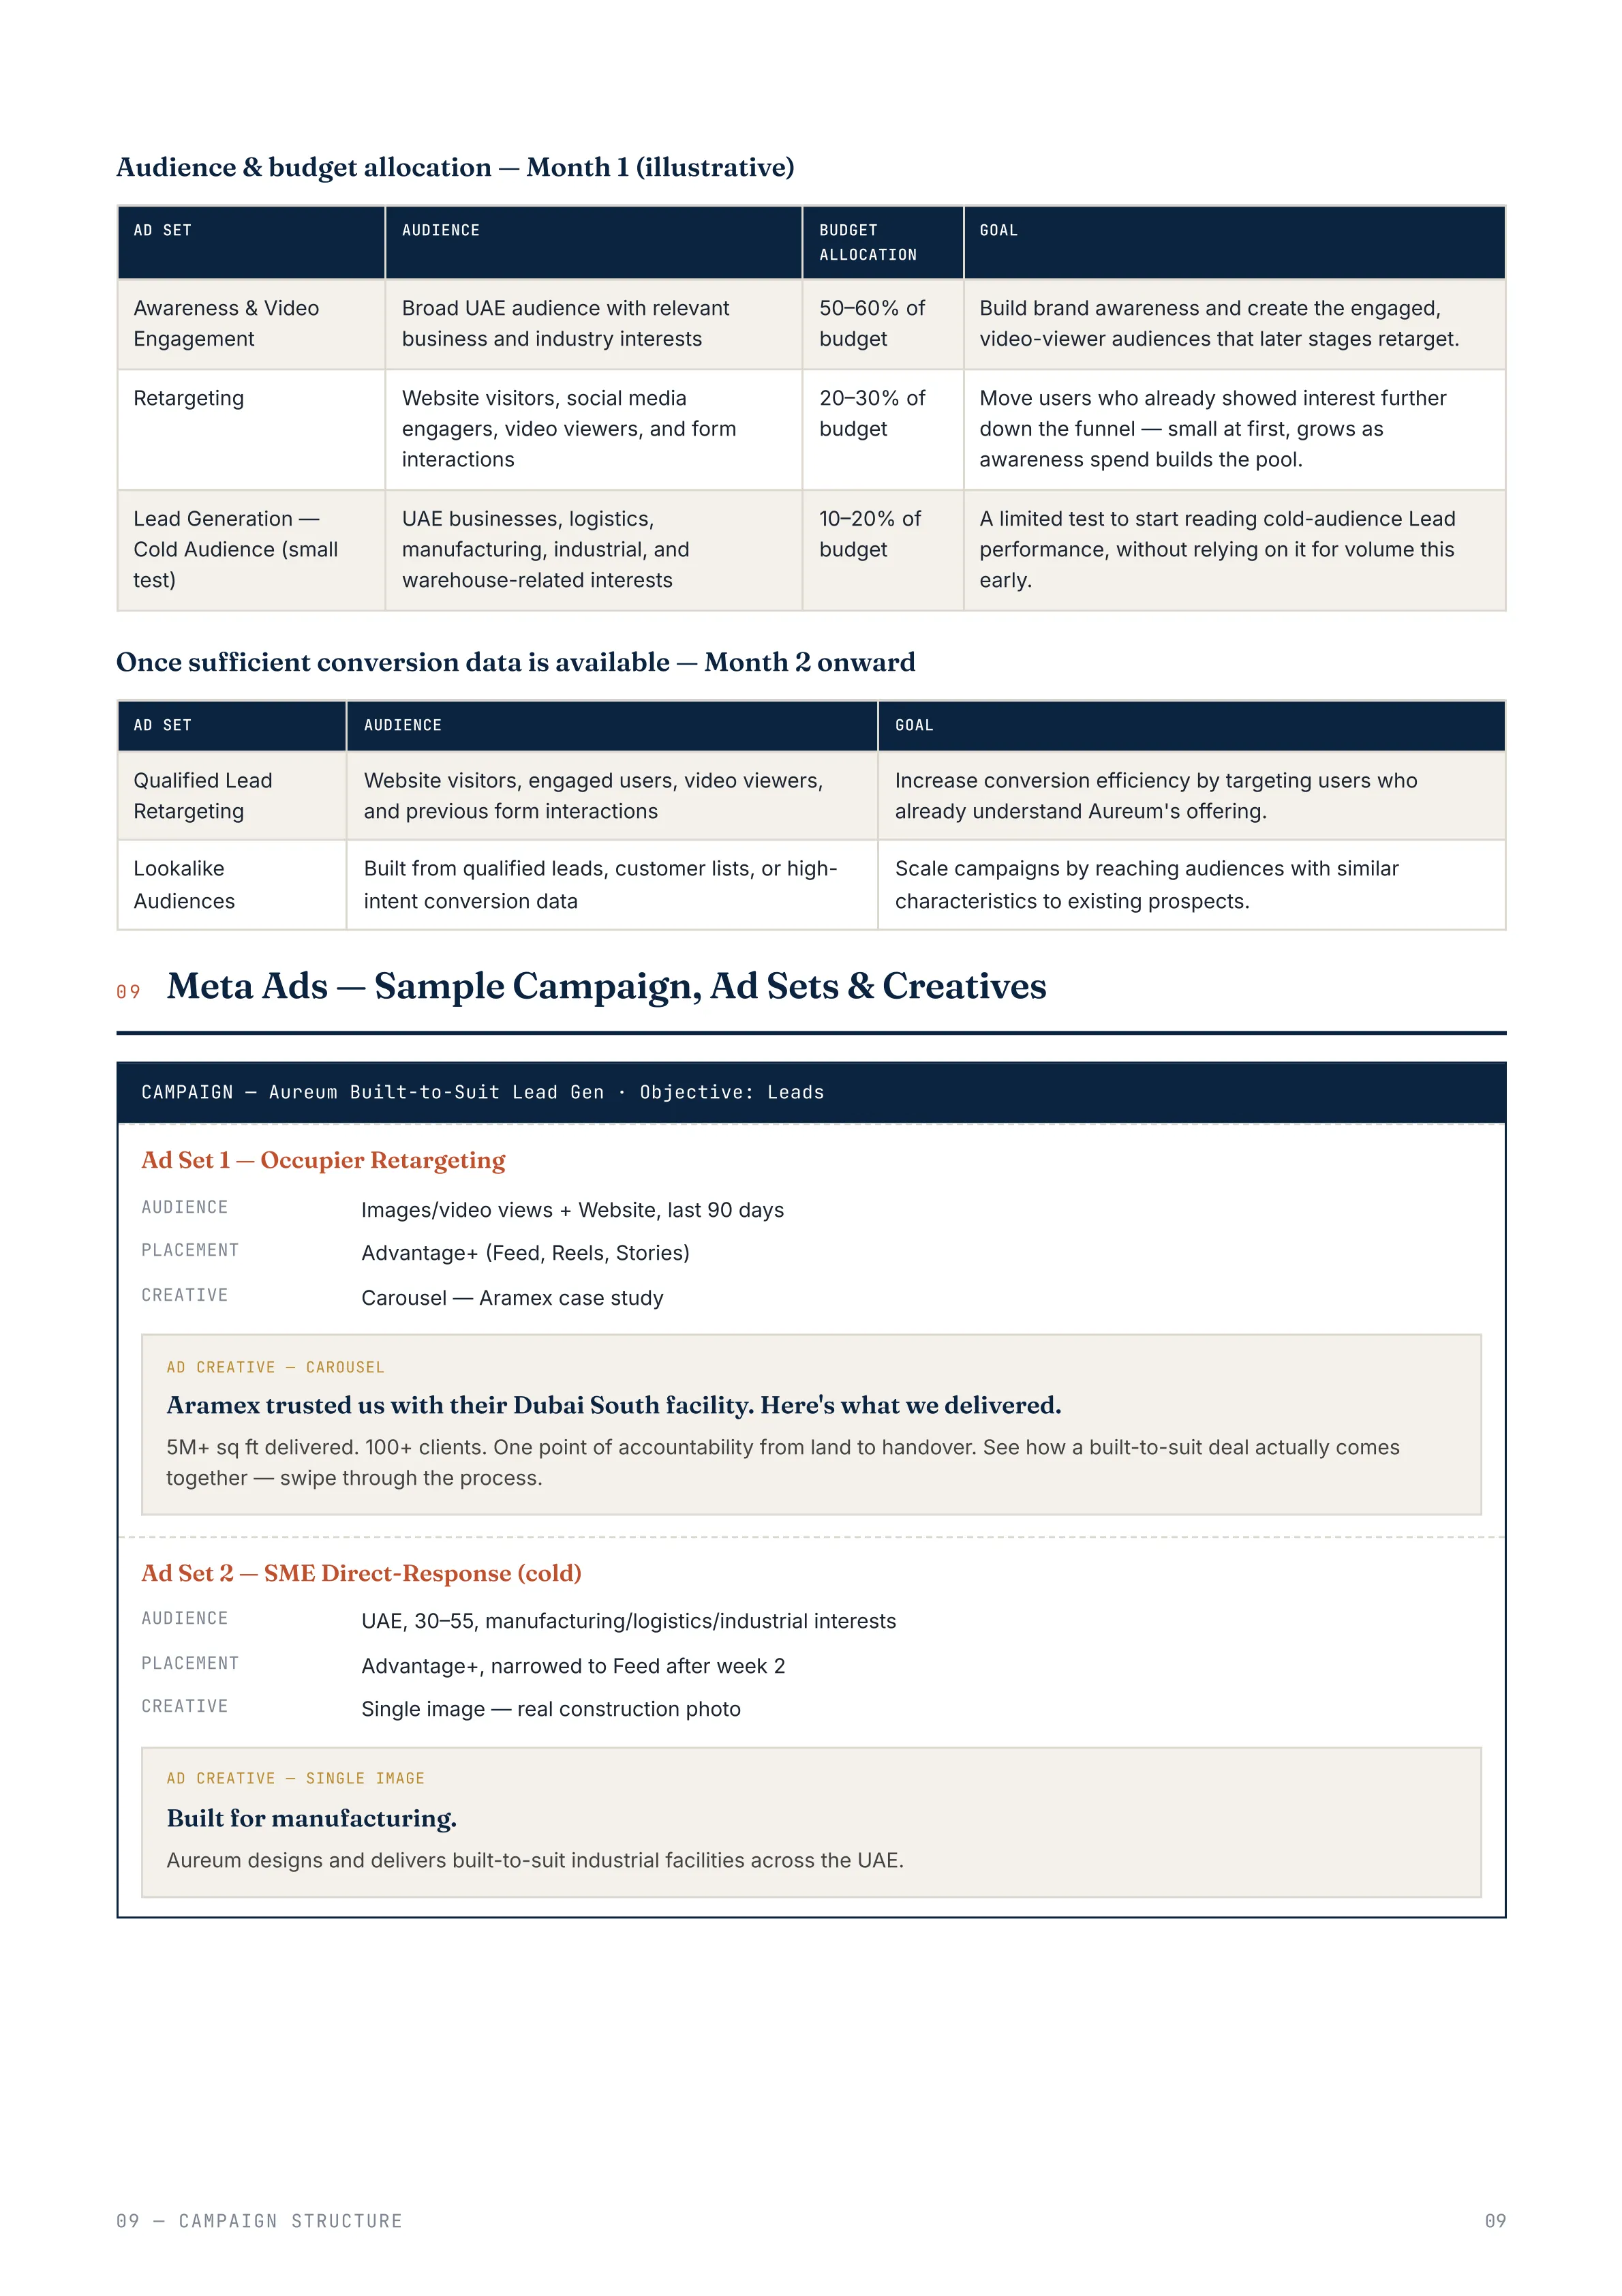 Audience & budget allocation — Month 1 (illustrative)
AD SET
AUDIENCE
BUDGET
ALLOCATION
GOAL
Awareness & Video
Engagement
Broad UAE audience with relevant
business and industry interests
50–60% of
budget
Build brand awareness and create the engaged,
video-viewer audiences that later stages retarget.
Retargeting
Website visitors, social media
engagers, video viewers, and form
interactions
20–30% of
budget
Move users who already showed interest further
down the funnel — small at first, grows as
awareness spend builds the pool.
Lead Generation —
Cold Audience (small
test)
UAE businesses, logistics,
manufacturing, industrial, and
warehouse-related interests
10–20% of
budget
A limited test to start reading cold-audience Lead
performance, without relying on it for volume this
early.
Once sufficient conversion data is available — Month 2 onward
AD SET
AUDIENCE
GOAL
Qualified Lead
Retargeting
Website visitors, engaged users, video viewers,
and previous form interactions
Increase conversion efficiency by targeting users who
already understand Aureum's offering.
Lookalike
Audiences
Built from qualified leads, customer lists, or high-
intent conversion data
Scale campaigns by reaching audiences with similar
characteristics to existing prospects.
09 Meta Ads — Sample Campaign, Ad Sets & Creatives
CAMPAIGN — Aureum Built-to-Suit Lead Gen · Objective: Leads
Ad Set 1 — Occupier Retargeting
AUDIENCE Images/video views + Website, last 90 days
PLACEMENT Advantage+ (Feed, Reels, Stories)
CREATIVE Carousel — Aramex case study
AD CREATIVE — CAROUSEL
Aramex trusted us with their Dubai South facility. Here's what we delivered.
5M+ sq ft delivered. 100+ clients. One point of accountability from land to handover. See how a built-to-suit deal actually comes
together — swipe through the process.
Ad Set 2 — SME Direct-Response (cold)
AUDIENCE UAE, 30–55, manufacturing/logistics/industrial interests
PLACEMENT Advantage+, narrowed to Feed after week 2
CREATIVE Single image — real construction photo
AD CREATIVE — SINGLE IMAGE
Built for manufacturing.
Aureum designs and delivers built-to-suit industrial facilities across the UAE.
09 — CAMPAIGN STRUCTURE 09